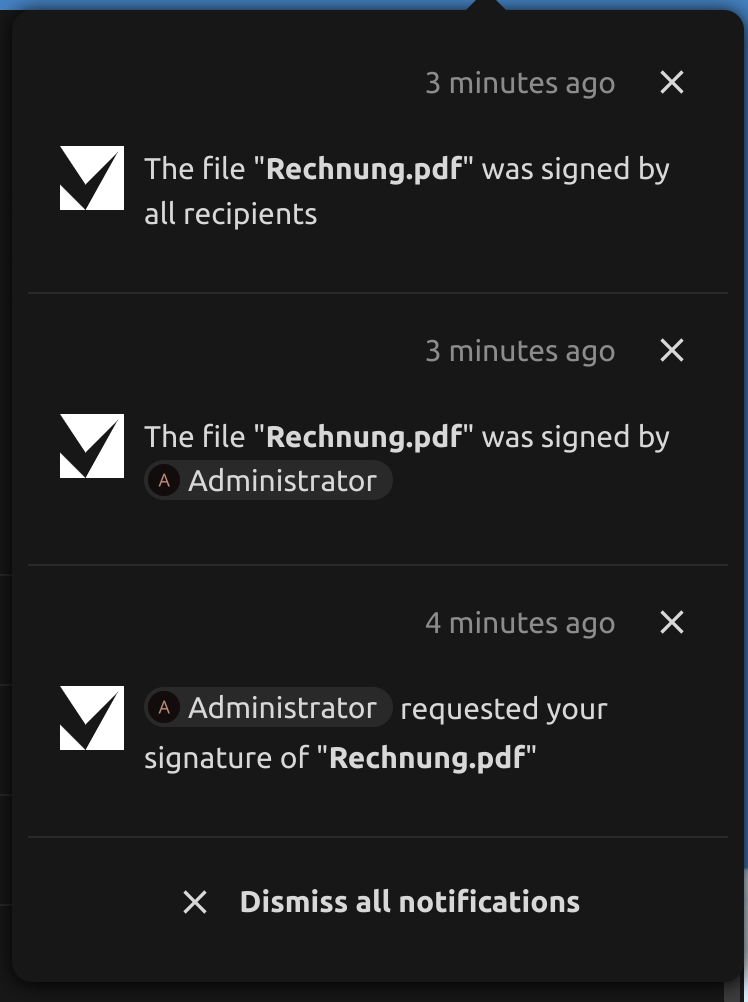 3 minutes ago
The file "Rechnung.pdf" was signed by
all recipients
3 minutes ago
The file "Rechnung.pdf" was signed by
A Administrator
4 minutes ago
A Administrator requested your
signature of "Rechnung.pdf"
Dismiss all notifications